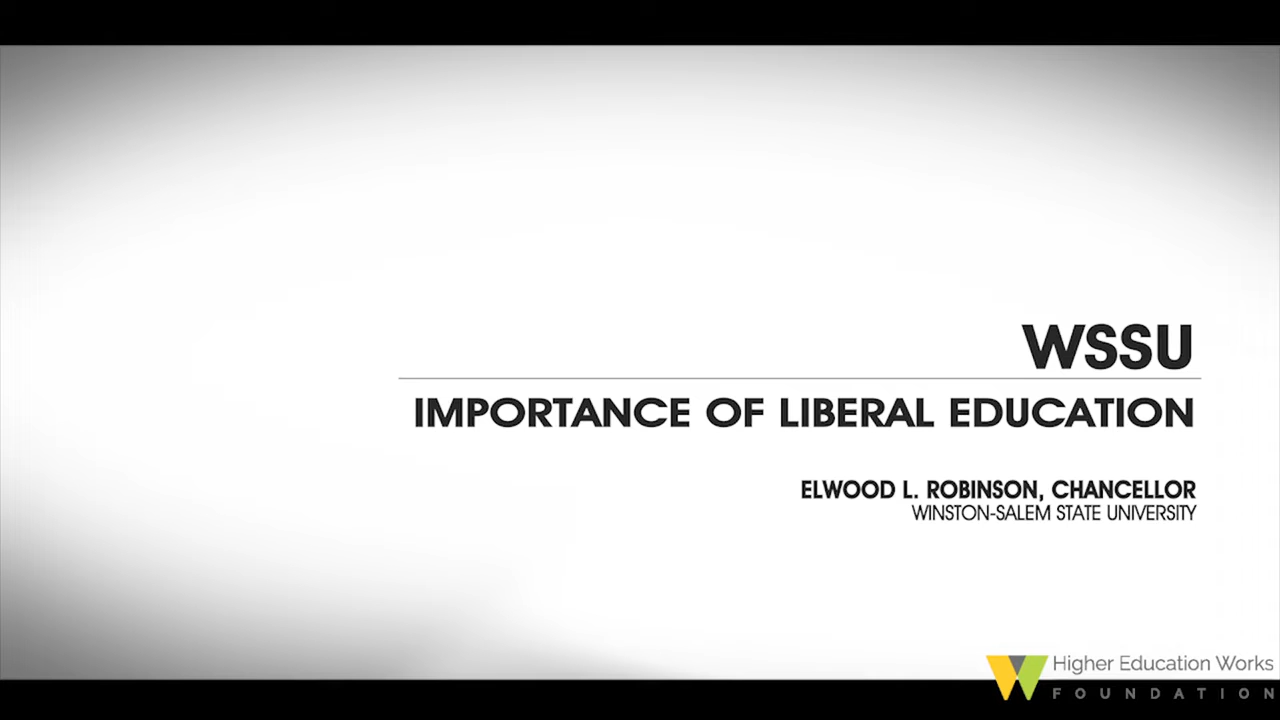 WSSU
IMPORTANCE OF LIBERAL EDUCATION
ELWOOD L. ROBINSON, CHANCELLOR
WINSTON-SALEM STATE UNIVERSITY
Higher Education Works
FOUNDATION